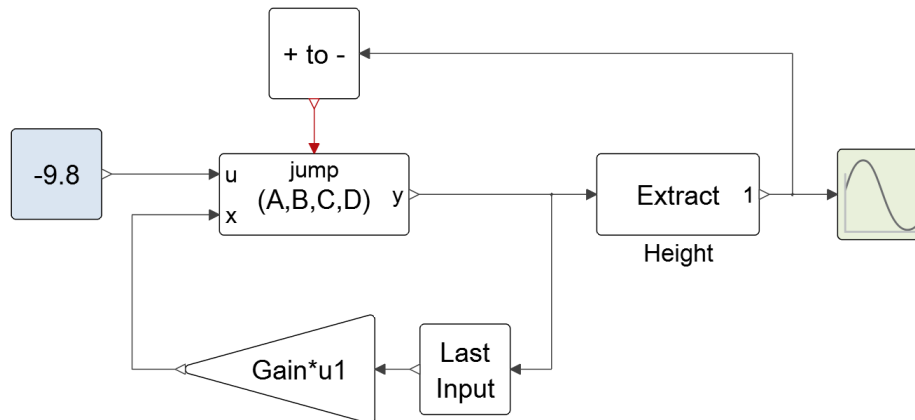 + to -
-9.8
u
x
jump
(A,B,C,D)
y
Extract
1
Height
Gain*u1
Last
Input